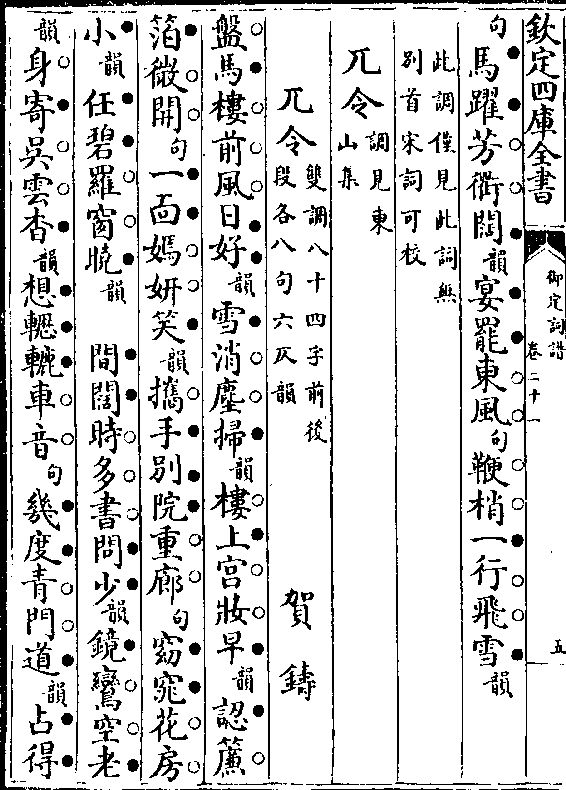 欽定四庫全書
御定詞譜
卷二十一
五
句馬躍芳衢闊韻宴罷東風句鞭梢一行飛雪韻
此調僅見此詞無
别首宋詞可校
兀令調見東
山集
兀令雙調八十四字前後
段各八句六仄韻
賀鑄
盤馬樓前風日好韻雪消塵掃韻樓上宫妝早韻認簾
箔微開句一面嫣妍笑韻攜手别院重廊句窈窕花房
小韻任碧羅窗曉韻 間闊時多書問少韻鏡鸞空老
韻身寄吳雲杳韻想轣轆車音句幾度青門道韻占得